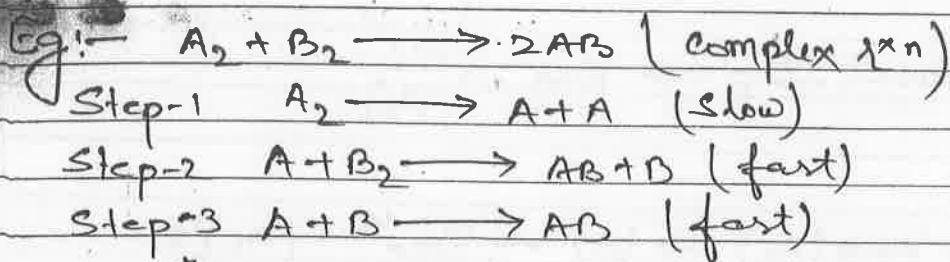 Eg:- A₂ + B₂ ⟶ 2AB (complex rxn)
Step-1 A₂ ⟶ A + A (slow)
Step-2 A + B₂ ⟶ AB + B (fast)
Step-3 A + B ⟶ AB (fast)